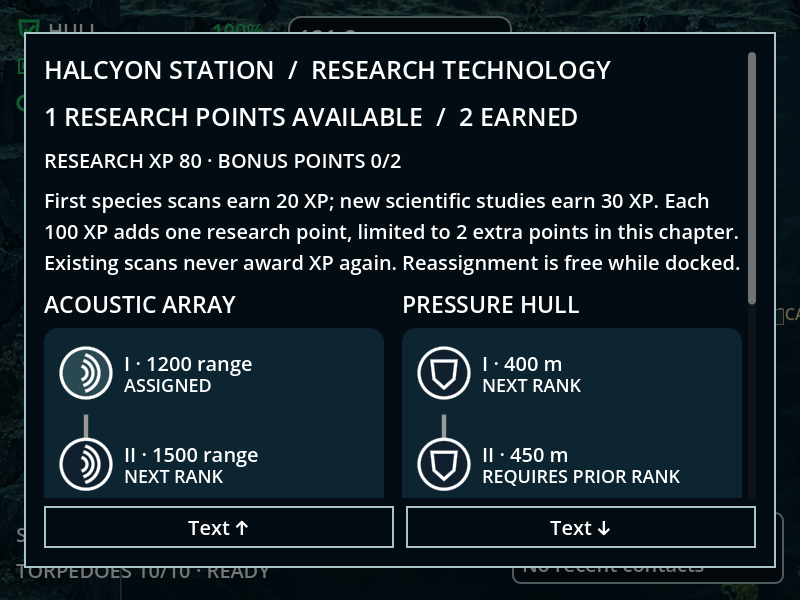 HULL 100%
HALCYON STATION / RESEARCH TECHNOLOGY
1 RESEARCH POINTS AVAILABLE / 2 EARNED
RESEARCH XP 80 · BONUS POINTS 0/2
First species scans earn 20 XP; new scientific studies earn 30 XP. Each
100 XP adds one research point, limited to 2 extra points in this chapter.
Existing scans never award XP again. Reassignment is free while docked.
ACOUSTIC ARRAY
PRESSURE HULL
I · 1200 range
ASSIGNED
I · 400 m
NEXT RANK
II · 1500 range
NEXT RANK
II · 450 m
REQUIRES PRIOR RANK
Text ↑
Text ↓
TORPEDOES 10/10 · READY
No recent contacts